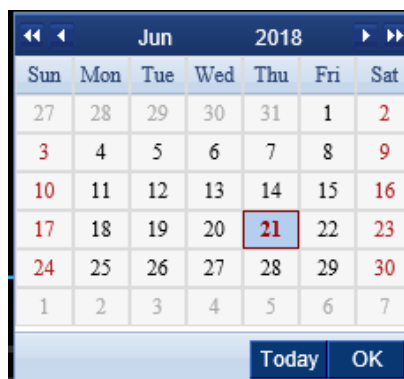 Jun 2018
Sun Mon Tue Wed Thu Fri Sat
27 28 29 30 31 1 2
3 4 5 6 7 8 9
10 11 12 13 14 15 16
17 18 19 20 21 22 23
24 25 26 27 28 29 30
1 2 3 4 5 6 7
Today OK